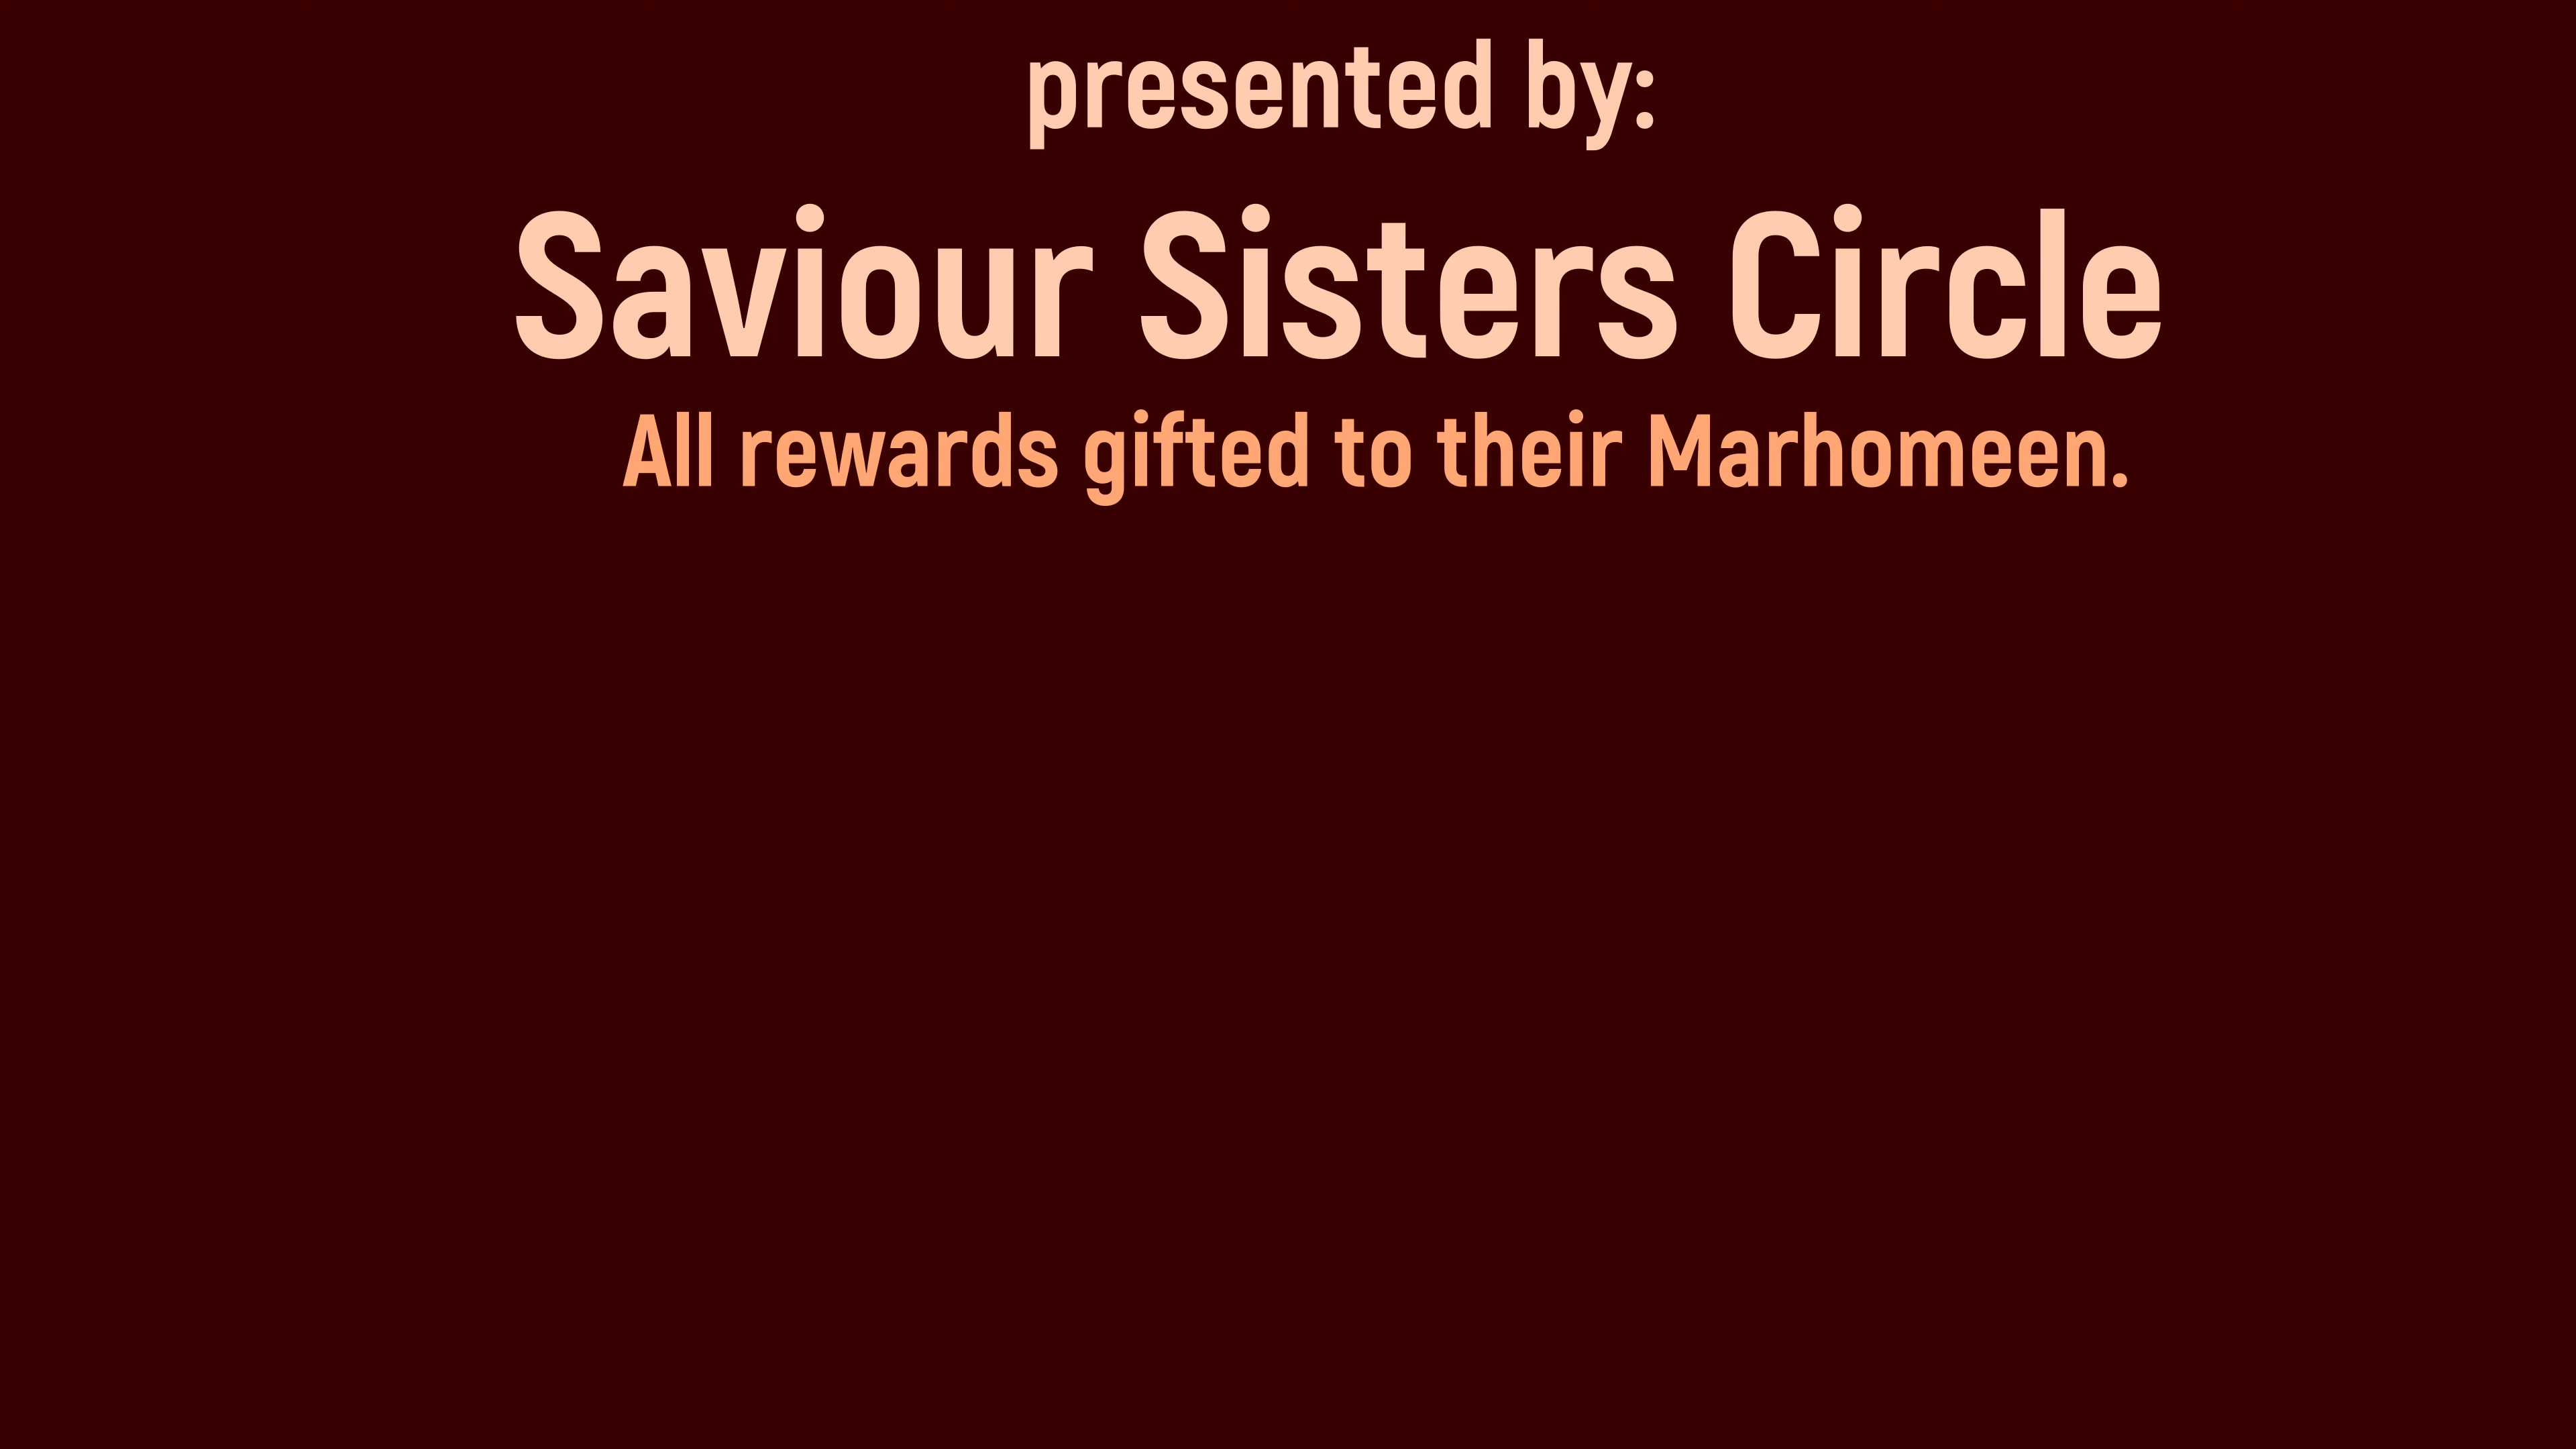 presented by:
Saviour Sisters Circle
All rewards gifted to their Marhomeen.